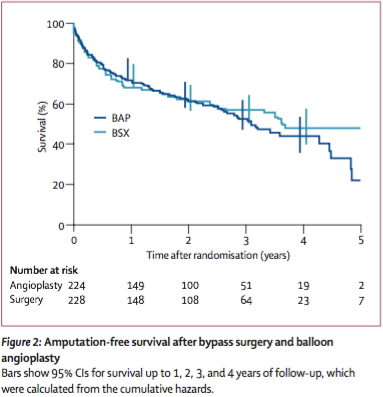 100
80
60
40
20
0
Survival (%)
BAP
BSX
0 1 2 3 4 5
Time after randomisation (years)
Number at risk
Angioplasty 224 149 100 51 19 2
Surgery 228 148 108 64 23 7
Figure 2: Amputation-free survival after bypass surgery and balloon
angioplasty
Bars show 95% CIs for survival up to 1, 2, 3, and 4 years of follow-up, which
were calculated from the cumulative hazards.